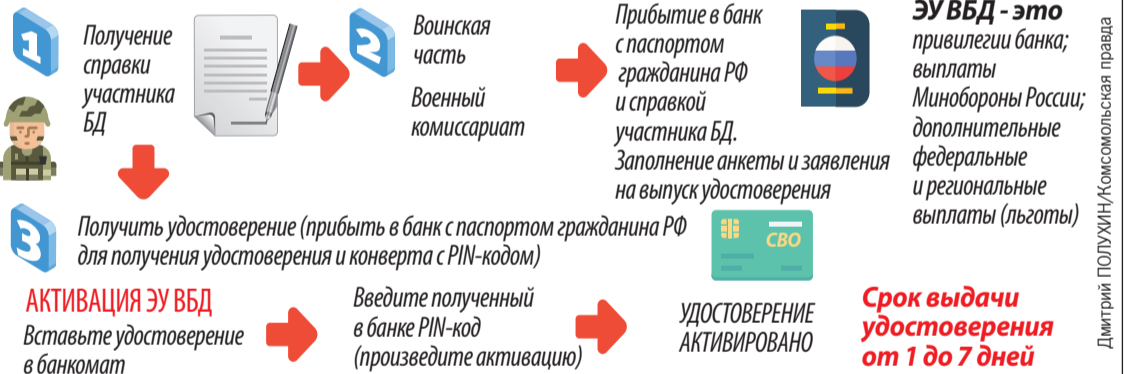 1
Получение
справки
участника
БД
2
Воинская
часть
Военный
комиссариат
Прибытие в банк
с паспортом
гражданина РФ
и справкой
участника БД.
Заполнение анкеты и заявления
на выпуск удостоверения
ЭУ ВБД - это
привилегии банка;
выплаты
Минобороны России;
дополнительные
федеральные
и региональные
выплаты (льготы)
3
Получить удостоверение (прибыть в банк с паспортом гражданина РФ
для получения удостоверения и конверта с PIN-кодом)
СВО
АКТИВАЦИЯ ЭУ ВБД
Вставьте удостоверение
в банкомат
Введите полученный
в банке PIN-код
(произведите активацию)
УДОСТОВЕРЕНИЕ
АКТИВИРОВАНО
Срок выдачи
удостоверения
от 1 до 7 дней
Дмитрий ПОЛУХИН/Комсомольская правда